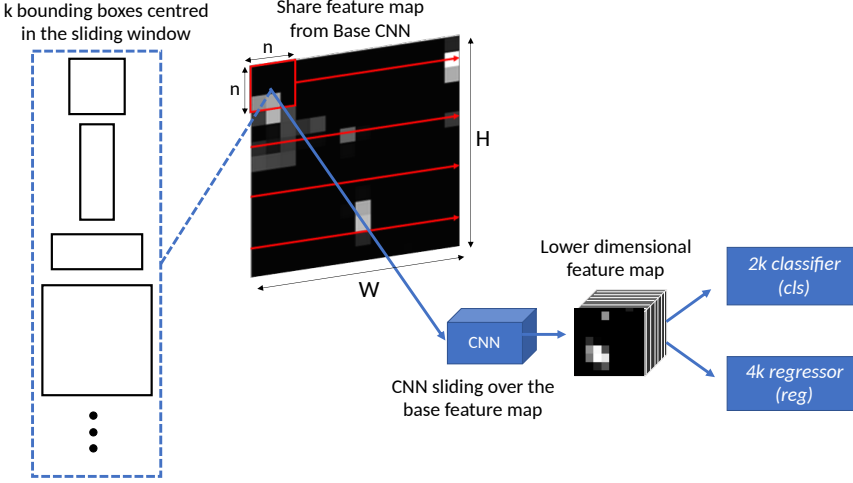 k bounding boxes centred
in the sliding window
Share feature map
from Base CNN
n
n
H
W
Lower dimensional
feature map
2k classifier
(cls)
CNN
CNN sliding over the
base feature map
4k regressor
(reg)